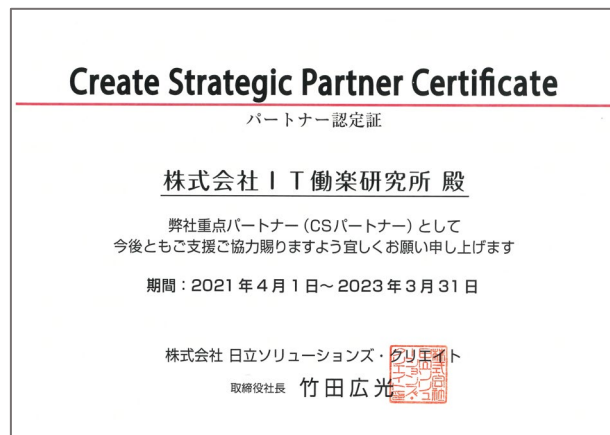 Create Strategic Partner Certificate
パートナー認定証
株式会社ＩＴ働楽研究所 殿
弊社重点パートナー（CSパートナー）として
今後ともご支援ご協力賜りますよう宜しくお願い申し上げます
期間：2021年4月1日～2023年3月31日
株式会社 日立ソリューションズ・クリエイト
取締役社長 竹田広光